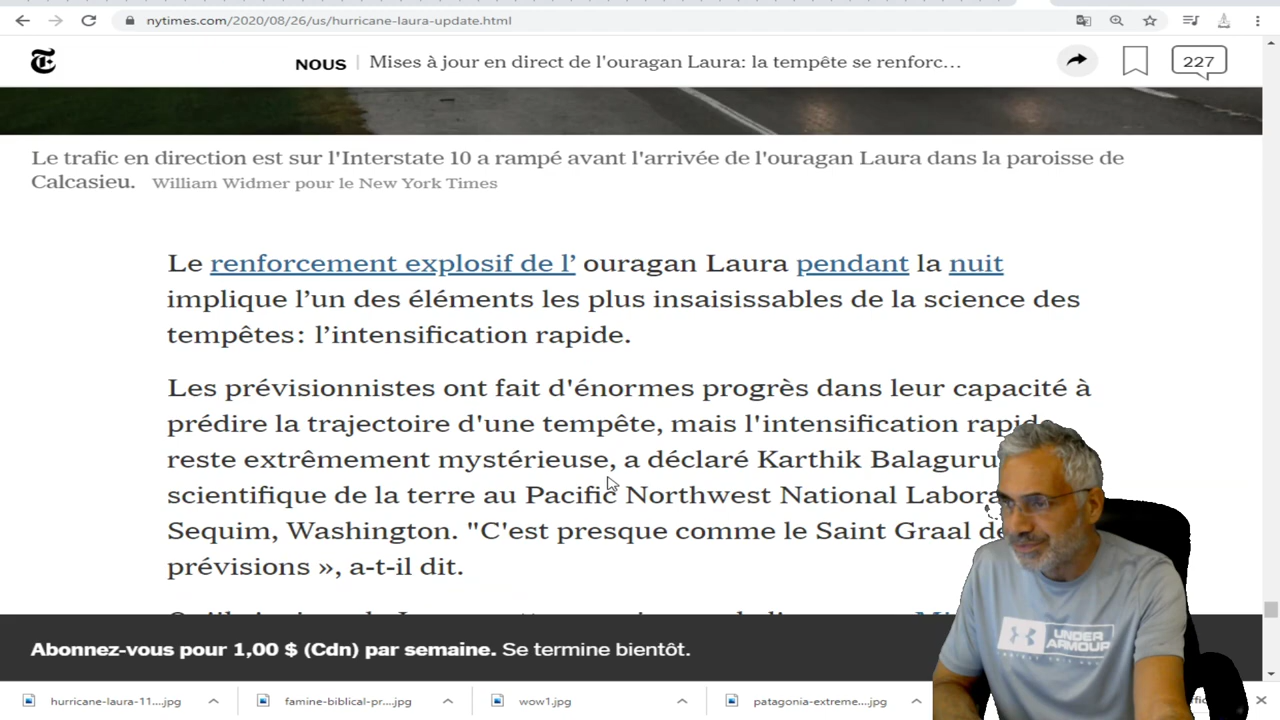 nytimes.com/2020/08/26/us/hurricane-laura-update.html
NOUS | Mises à jour en direct de l'ouragan Laura: la tempête se renforc... 227
Le trafic en direction est sur l'Interstate 10 a rampé avant l'arrivée de l'ouragan Laura dans la paroisse de
Calcasieu. William Widmer pour le New York Times
Le renforcement explosif de l’ ouragan Laura pendant la nuit
implique l’un des éléments les plus insaisissables de la science des
tempêtes: l’intensification rapide.
Les prévisionnistes ont fait d'énormes progrès dans leur capacité à
prédire la trajectoire d'une tempête, mais l'intensification rapide
reste extrêmement mystérieuse, a déclaré Karthik Balaguru
scientifique de la terre au Pacific Northwest National
Sequim, Washington. "C'est presque comme le Saint Graal
prévisions », a-t-il dit.
Abonnez-vous pour 1,00 $ (Cdn) par semaine. Se termine bientôt.
UNDER
ARMOUR
hurricane-laura-11....jpg famine-biblical-pr....jpg wow1.jpg patagonia-extreme....jpg